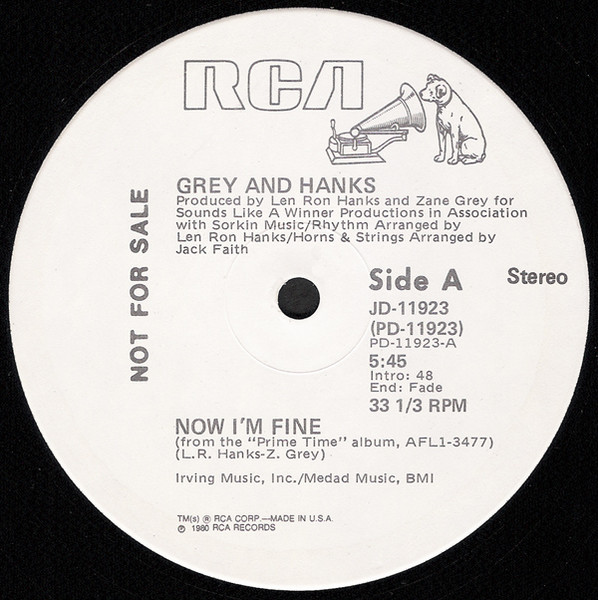 RCA
GREY AND HANKS
Produced by Len Ron Hanks and Zane Grey for
Sounds Like A Winner Productions in Association
with Sorkin Music/Rhythm Arranged by
Len Ron Hanks/Horns & Strings Arranged by
Jack Faith
NOT FOR SALE
Side A
Stereo
JD-11923
(PD-11923)
PD-11923-A
5:45
Intro: 48
End: Fade
33 1/3 RPM
NOW I'M FINE
(from the "Prime Time" album, AFL1-3477)
(L.R. Hanks-Z. Grey)
Irving Music, Inc./Medad Music, BMI
TM(s) ® RCA CORP.—MADE IN U.S.A.
℗ 1980 RCA RECORDS